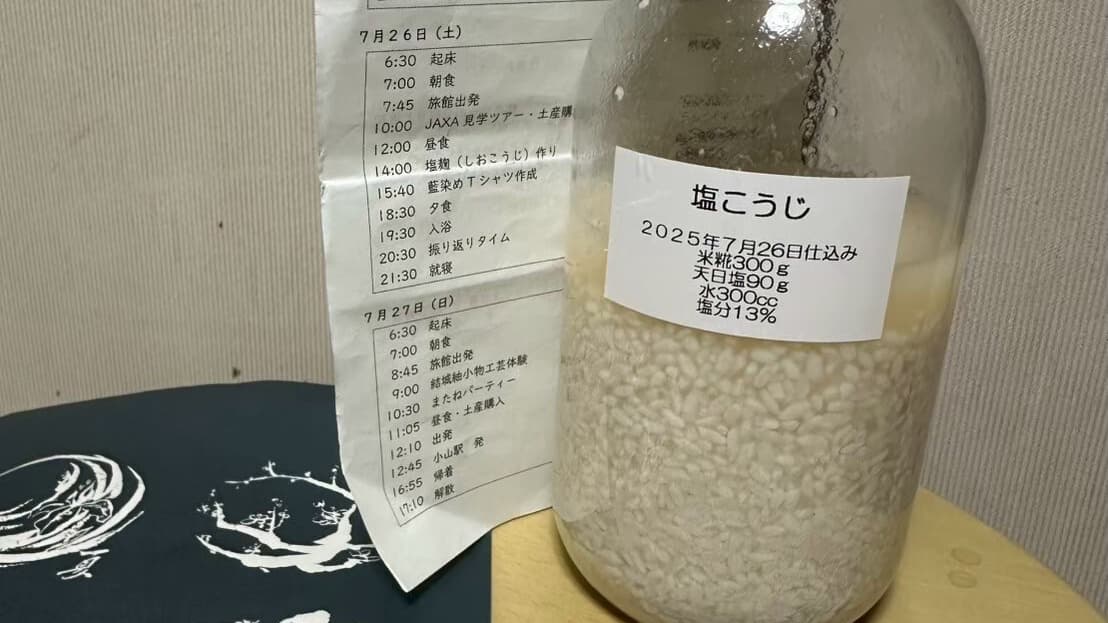 7月26日（土）
6:30 起床
7:00 朝食
7:45 旅館出発
10:00 JAXA見学ツアー・土産購
12:00 昼食
14:00 塩麹（しおこうじ）作り
15:40 藍染めTシャツ作成
18:30 夕食
19:30 入浴
20:30 振り返りタイム
21:30 就寝
7月27日（日）
6:30 起床
7:00 朝食
8:45 旅館出発
9:00 結城紬小物工芸体験
10:30 またねパーティー
11:05 昼食・土産購入
12:10 出発
12:45 小山駅 発
16:55 帰着
17:10 解散
塩こうじ
2025年7月26日仕込み
米糀300g
天日塩90g
水300cc
塩分13%
夏